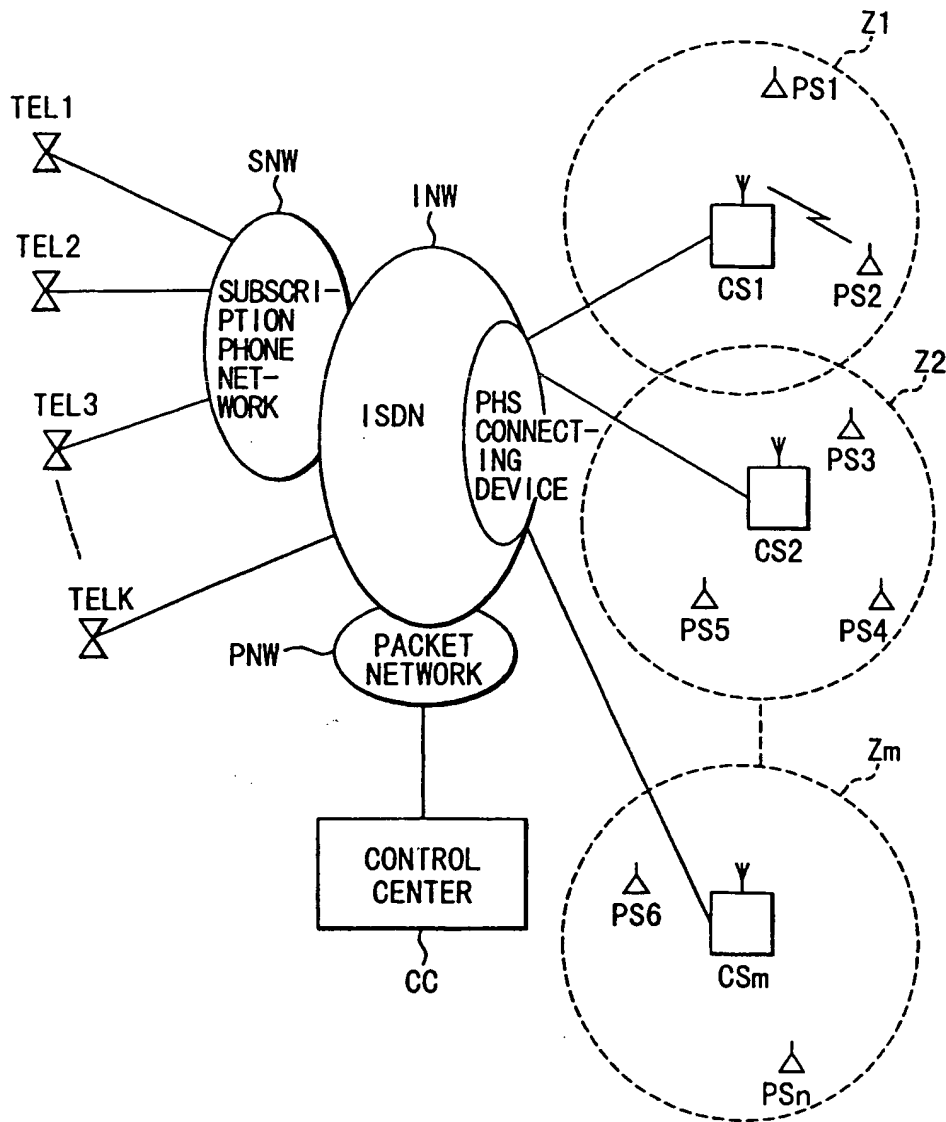 Z1
PS1
TEL1
SNW
INW
TEL2
CS1
PS2
SUBSCRI-
PTION
PHONE
NET-
WORK
Z2
TEL3
ISDN
PHS
CONNECT-
ING
DEVICE
PS3
CS2
TELK
PS5
PS4
PNW
PACKET
NETWORK
Zm
CONTROL
CENTER
PS6
CSm
CC
PSn